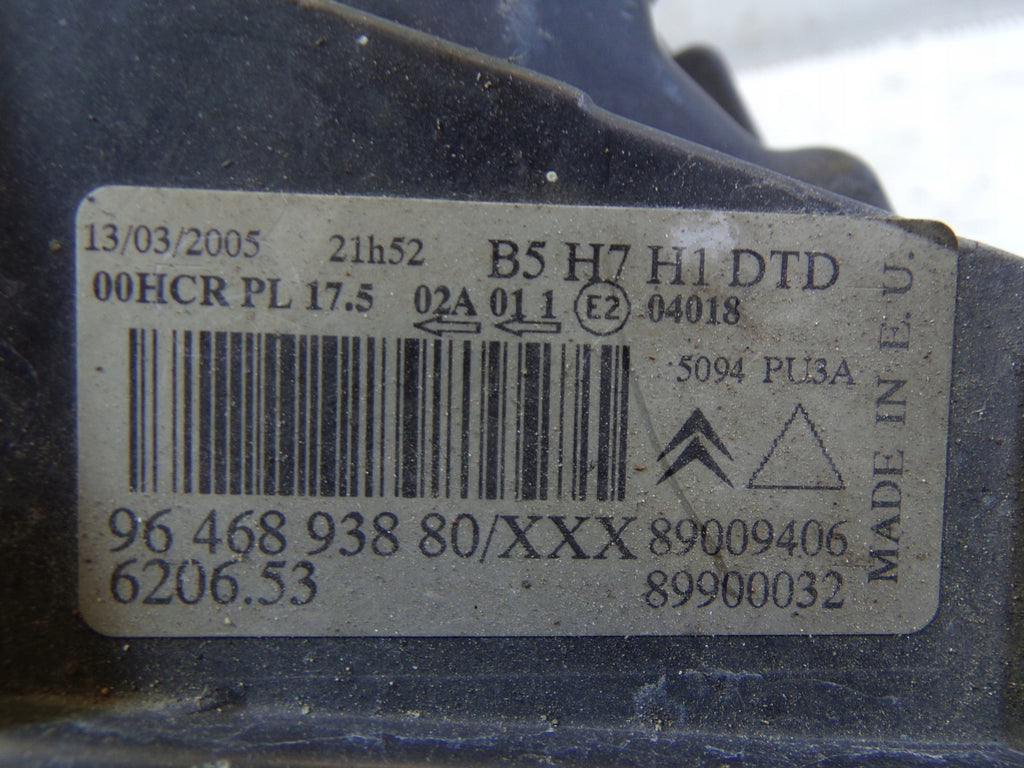 13/03/2005 21h52 B5 H7 H1 DTD
00HCR PL 17.5 02A 01 1 E2 04018
5094 PU3A
96 468 938 80/XXX 89009406
6206.53 89900032
MADE IN E.U.